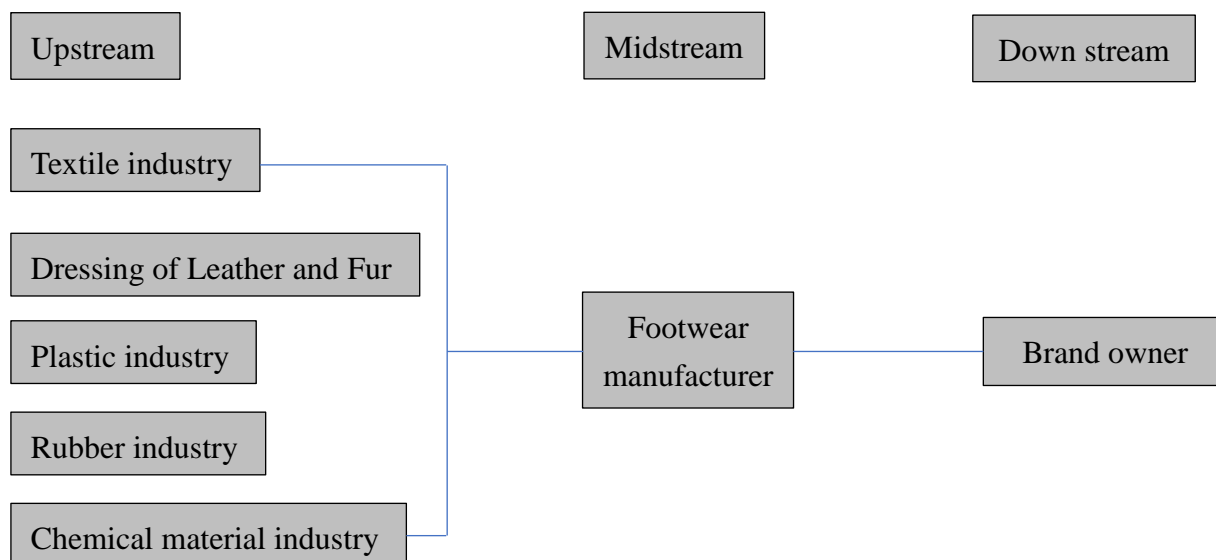 Upstream
Midstream
Down stream
Textile industry
Dressing of Leather and Fur
Plastic industry
Rubber industry
Chemical material industry
Footwear
manufacturer
Brand owner